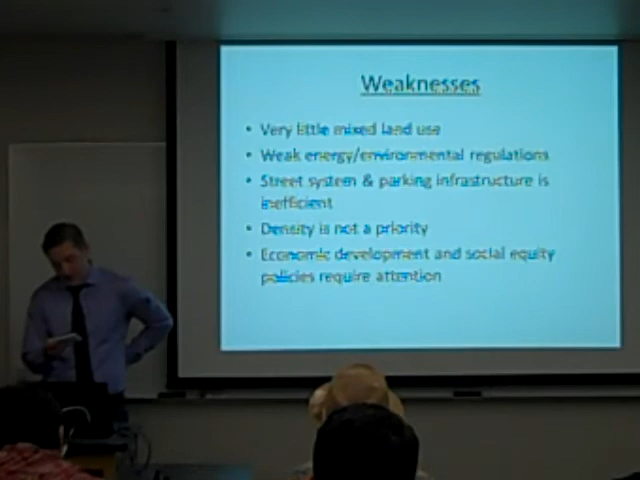 Weaknesses
• Very little mixed land use
• Weak energy/environmental regulations
• Street system & parking infrastructure is
inefficient
• Density is not a priority
• Economic development and social equity
policies require attention